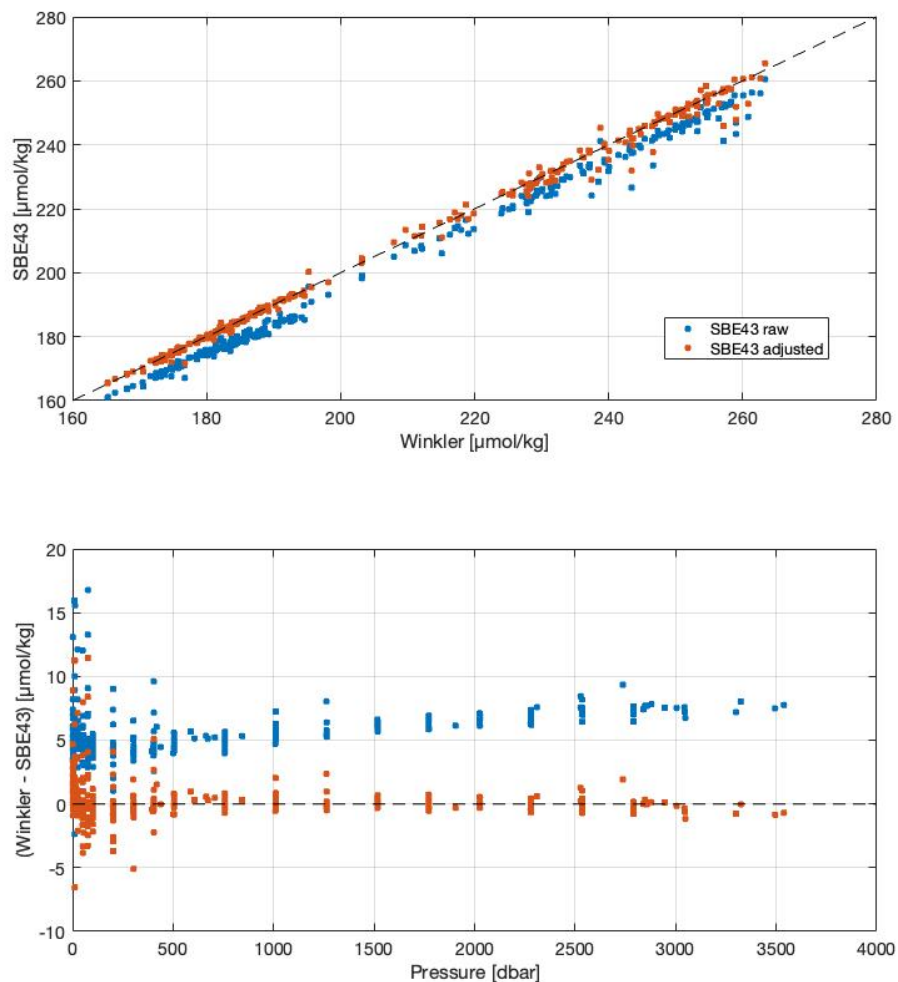 280
260
240
220
200
180
160
SBE43 [µmol/kg]
SBE43 raw
SBE43 adjusted
160 180 200 220 240 260 280
Winkler [µmol/kg]
20
15
10
5
0
-5
-10
(Winkler - SBE43) [µmol/kg]
0 500 1000 1500 2000 2500 3000 3500 4000
Pressure [dbar]